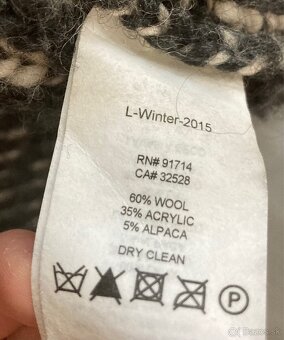 L-Winter-2015
RN# 91714
CA# 32528
60% WOOL
35% ACRYLIC
5% ALPACA
DRY CLEAN
P